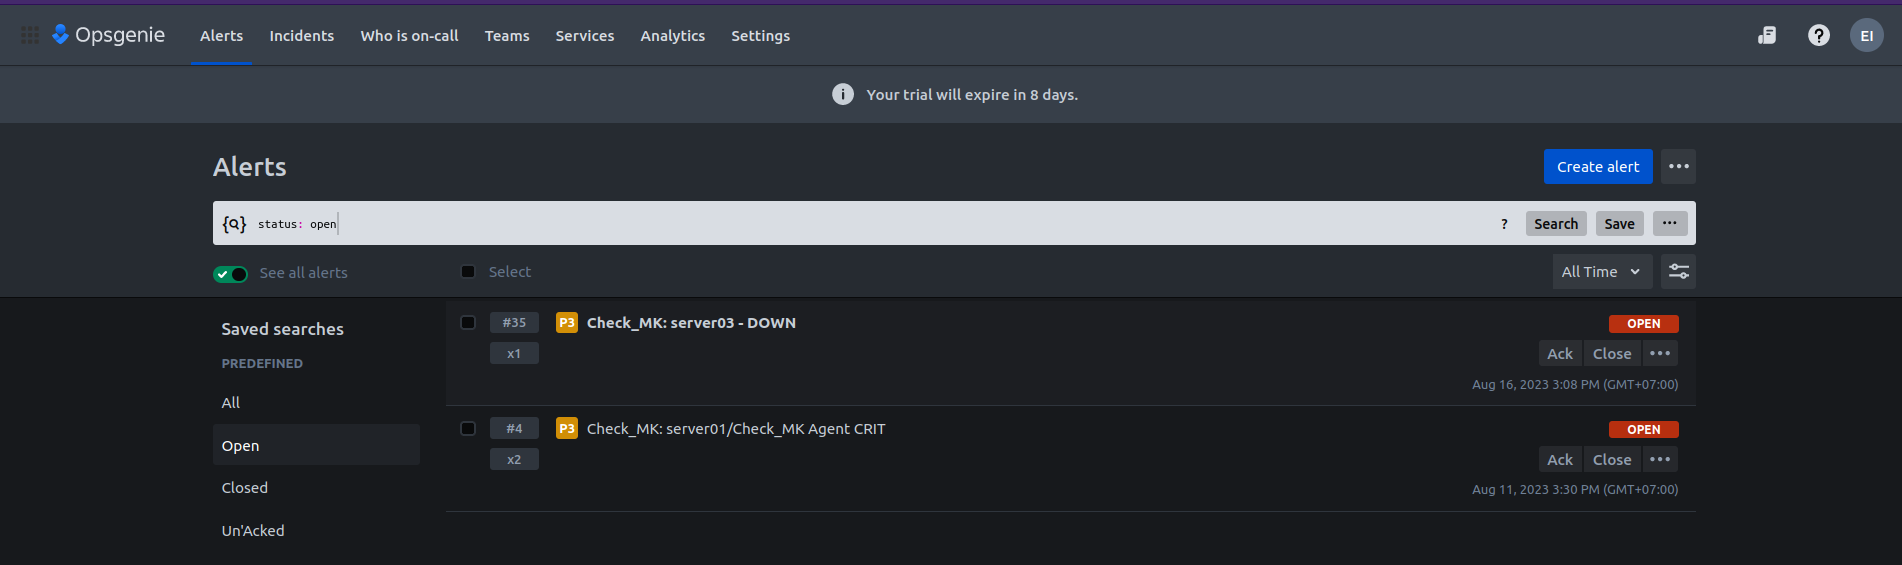 Opsgenie Alerts Incidents Who is on-call Teams Services Analytics Settings ? EI
i Your trial will expire in 8 days.
Alerts Create alert •••
status: open ? Search Save •••
See all alerts Select All Time
Saved searches
PREDEFINED
All
Open
Closed
Un'Acked
#35 P3 Check_MK: server03 - DOWN OPEN
x1 Ack Close •••
Aug 16, 2023 3:08 PM (GMT+07:00)
#4 P3 Check_MK: server01/Check_MK Agent CRIT OPEN
x2 Ack Close •••
Aug 11, 2023 3:30 PM (GMT+07:00)